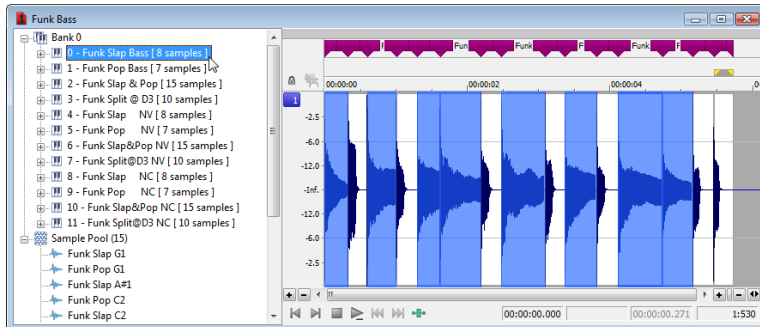 Funk Bass
Bank 0
0 - Funk Slap Bass [ 8 samples ]
1 - Funk Pop Bass [ 7 samples ]
2 - Funk Slap & Pop [ 15 samples ]
3 - Funk Split @ D3 [ 10 samples ]
4 - Funk Slap NV [ 8 samples ]
5 - Funk Pop NV [ 7 samples ]
6 - Funk Slap&Pop NV [ 15 samples ]
7 - Funk Split@D3 NV [ 10 samples ]
8 - Funk Slap NC [ 8 samples ]
9 - Funk Pop NC [ 7 samples ]
10 - Funk Slap&Pop NC [ 15 samples ]
11 - Funk Split@D3 NC [ 10 samples ]
Sample Pool (15)
Funk Slap G1
Funk Pop G1
Funk Slap A#1
Funk Pop C2
Funk Slap C2
F Fun Funk F Funk F
00:00:00 00:00:02 00:00:04
1
-2.5
-6.0
-12.0
-Inf.
-12.0
-6.0
-2.5
00:00:00.000 00:00:00.271 1:530